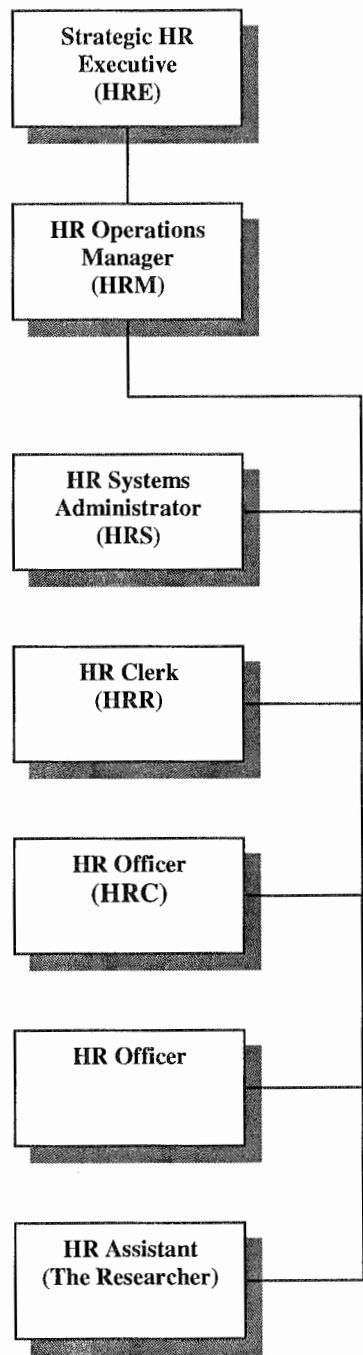 Strategic HR
Executive
(HRE)
HR Operations
Manager
(HRM)
HR Systems
Administrator
(HRS)
HR Clerk
(HRR)
HR Officer
(HRC)
HR Officer
HR Assistant
(The Researcher)